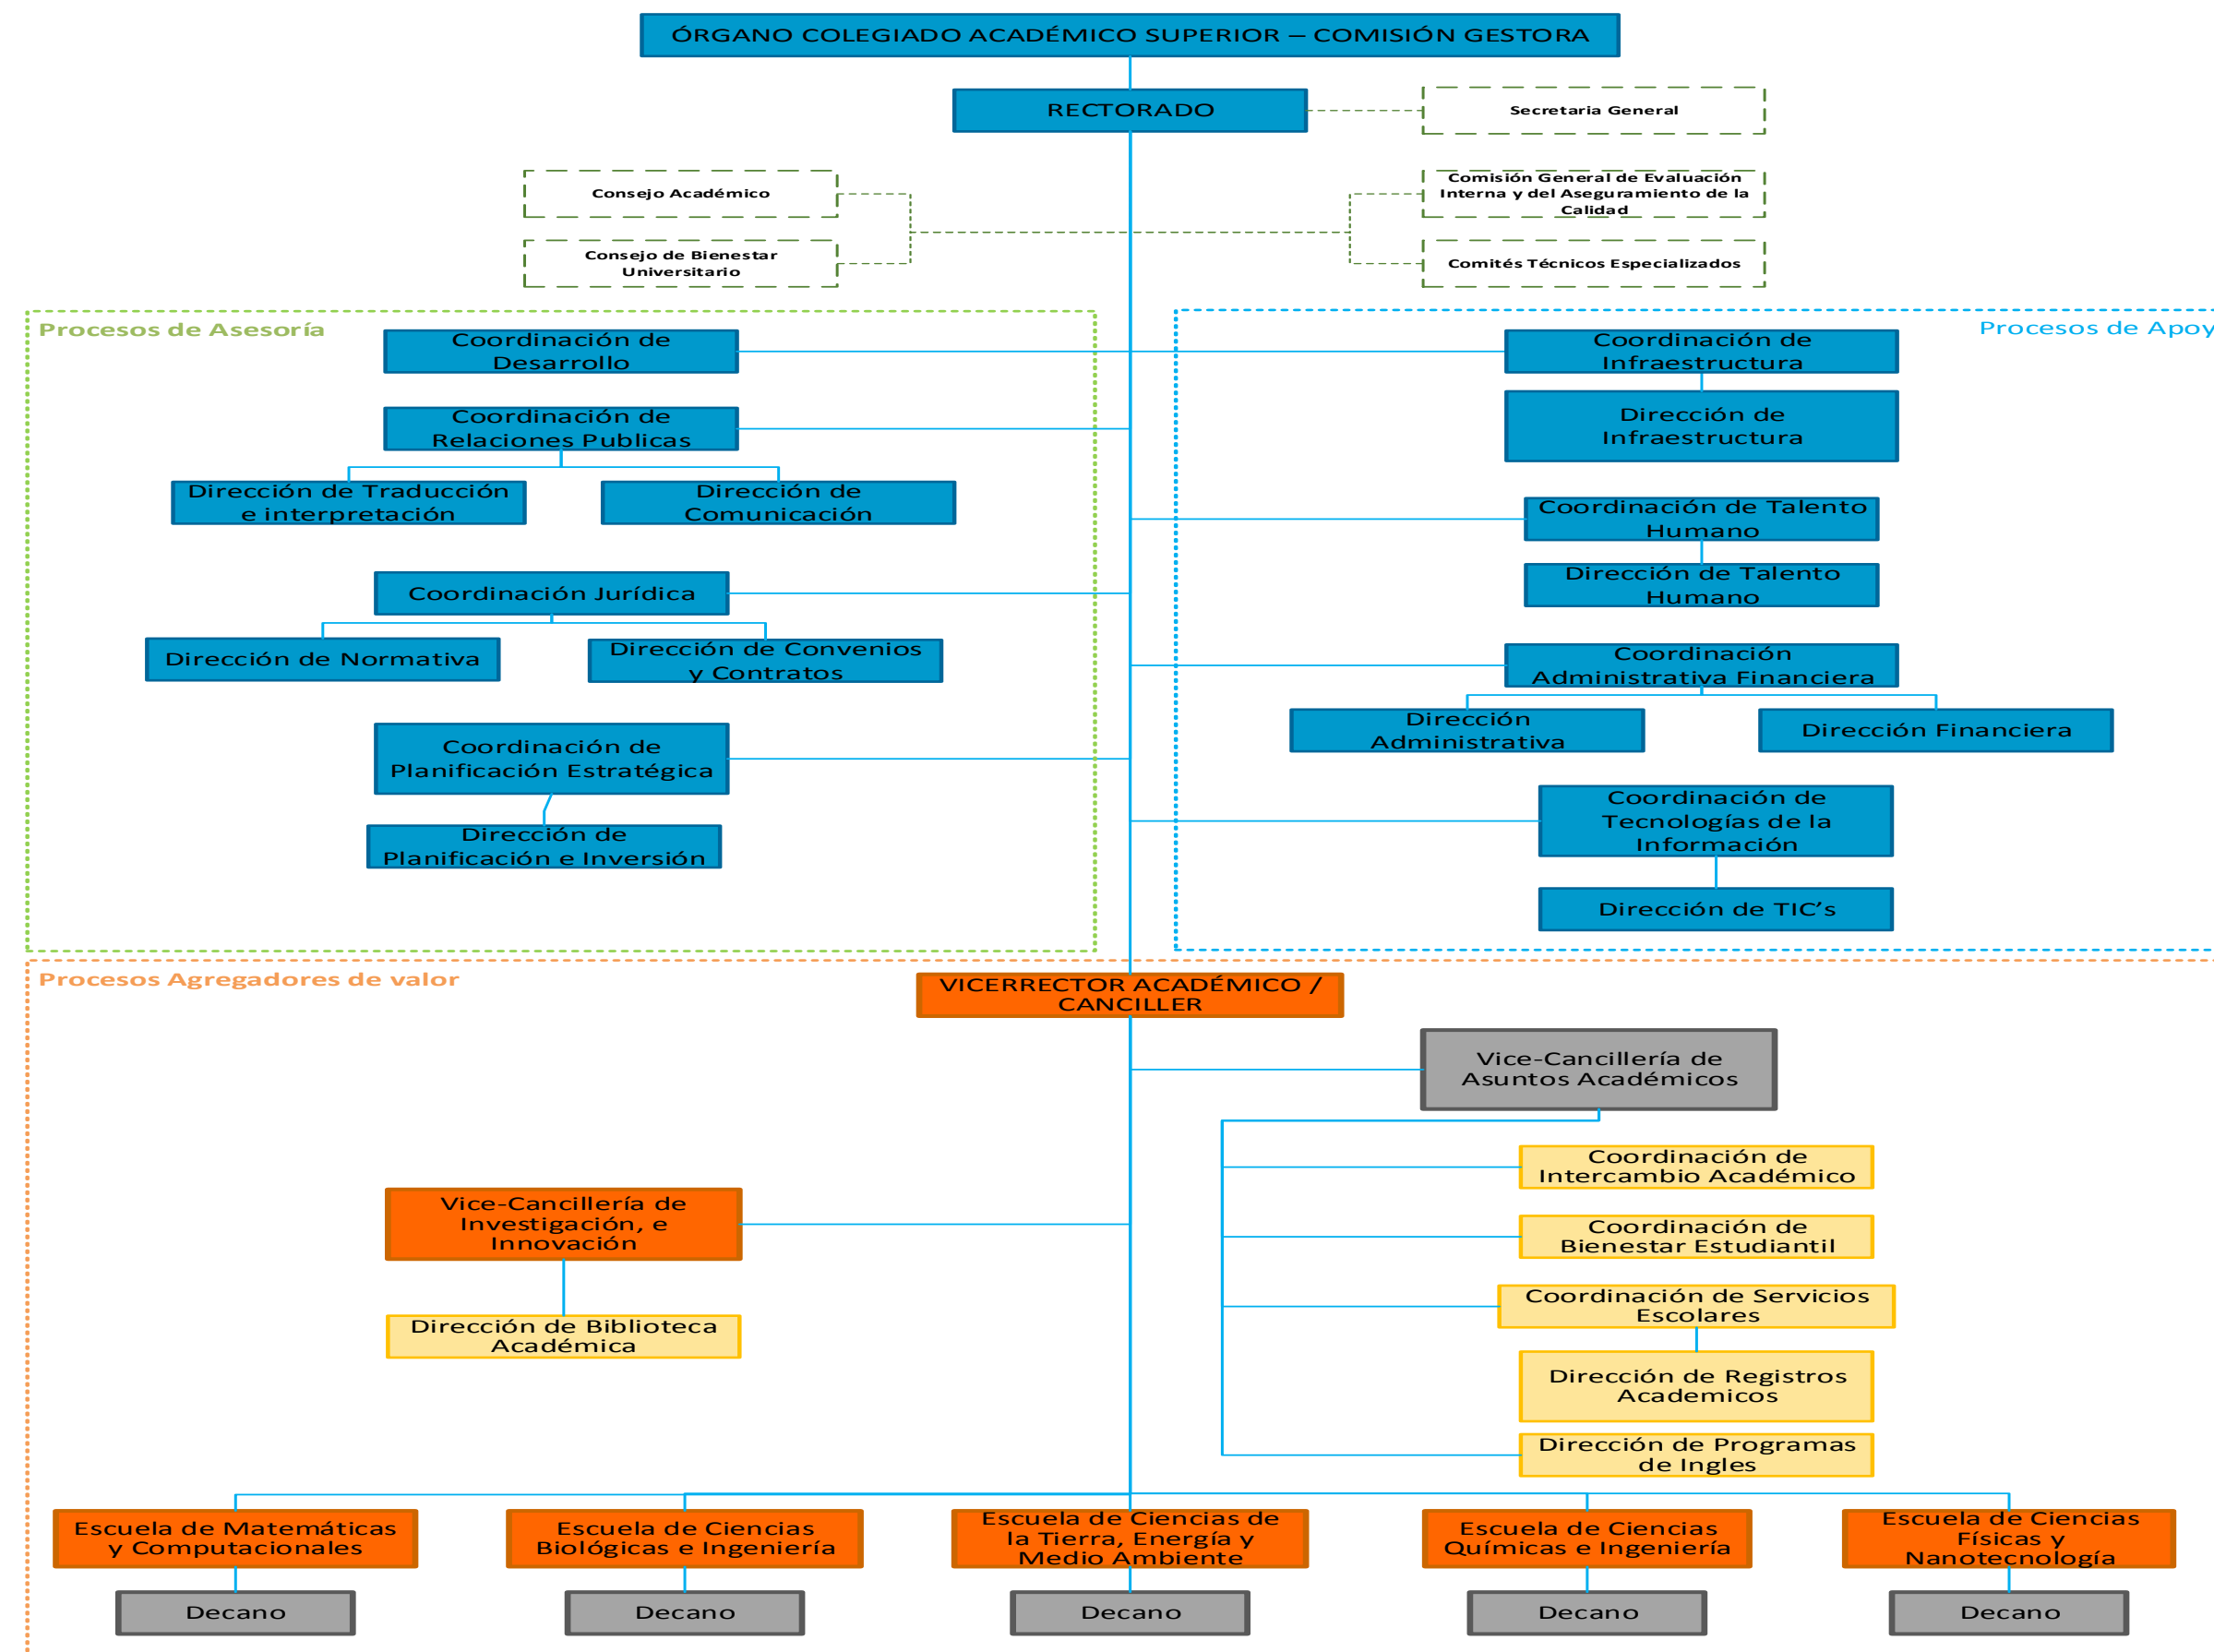 ÓRGANO COLEGIADO ACADÉMICO SUPERIOR – COMISIÓN GESTORA
RECTORADO
Secretaria General
Consejo Académico
Comisión General de Evaluación
Interna y del Aseguramiento de la
Calidad
Consejo de Bienestar
Universitario
Comités Técnicos Especializados
Procesos de Asesoría
Procesos de Apoy
Coordinación de
Desarrollo
Coordinación de
Infraestructura
Dirección de
Infraestructura
Coordinación de
Relaciones Publicas
Dirección de Traducción
e interpretación
Dirección de
Comunicación
Coordinación de Talento
Humano
Dirección de Talento
Humano
Coordinación Jurídica
Dirección de Normativa
Dirección de Convenios
y Contratos
Coordinación
Administrativa Financiera
Dirección
Administrativa
Dirección Financiera
Coordinación de
Planificación Estratégica
Dirección de
Planificación e Inversión
Coordinación de
Tecnologías de la
Información
Dirección de TIC’s
Procesos Agregadores de valor
VICERRECTOR ACADÉMICO /
CANCILLER
Vice-Cancillería de
Asuntos Académicos
Coordinación de
Intercambio Académico
Vice-Cancillería de
Investigación, e
Innovación
Coordinación de
Bienestar Estudiantil
Dirección de Biblioteca
Académica
Coordinación de Servicios
Escolares
Dirección de Registros
Academicos
Dirección de Programas
de Ingles
Escuela de Matemáticas
y Computacionales
Escuela de Ciencias
Biológicas e Ingeniería
Escuela de Ciencias de
la Tierra, Energía y
Medio Ambiente
Escuela de Ciencias
Químicas e Ingeniería
Escuela de Ciencias
Físicas y
Nanotecnología
Decano
Decano
Decano
Decano
Decano